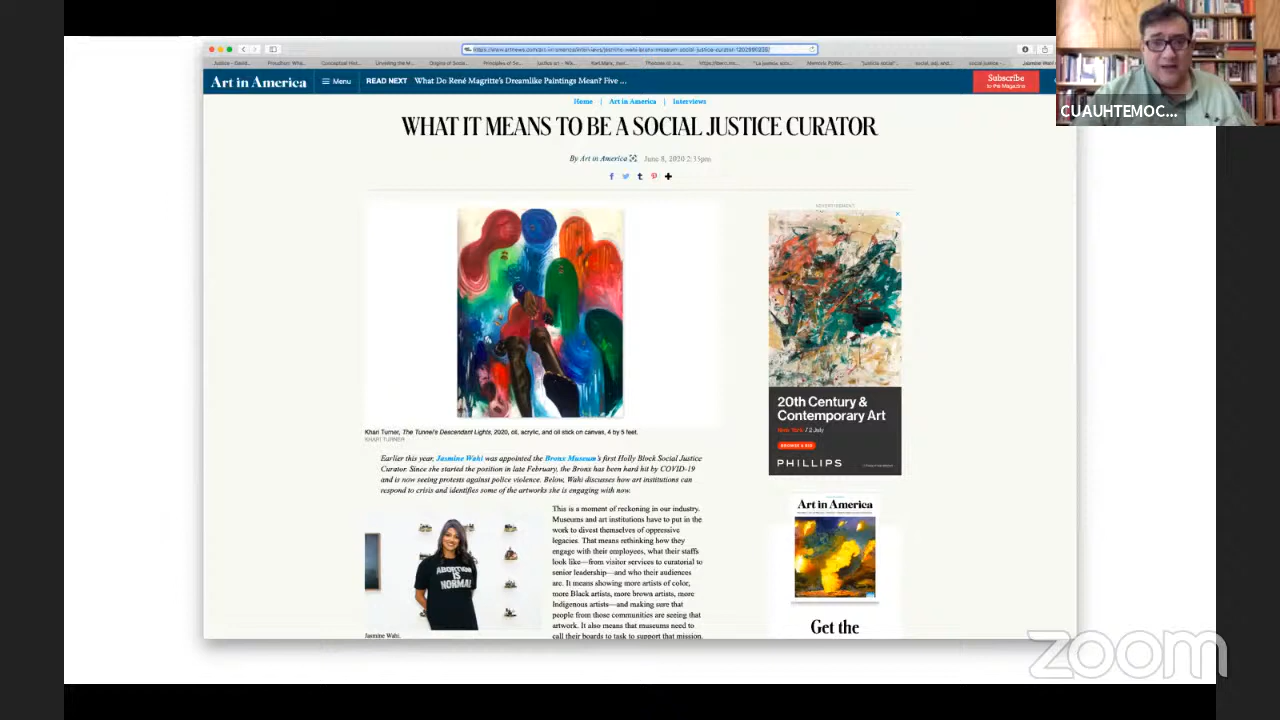 Art in America
Menu
READ NEXT What Do René Magritte's Dreamlike Paintings Mean? Five ...
Subscribe
to the Magazine
CUAUHTEMOC...
Home | Art in America | Interviews
WHAT IT MEANS TO BE A SOCIAL JUSTICE CURATOR
By Art in America June 8, 2020 2:35pm
ADVERTISEMENT
Khari Turner, The Tunnel's Descendant Lights, 2020, oil, acrylic, and oil stick on canvas, 4 by 5 feet.
KHARI TURNER
Earlier this year, Jasmine Wahi was appointed the Bronx Museum's first Holly Block Social Justice
Curator. Since she started the position in late February, the Bronx has been hard hit by COVID-19
and is now seeing protests against police violence. Below, Wahi discusses how art institutions can
respond to crisis and identifies some of the artworks she is engaging with now.
ABORTION
IS
NORMAL
Jasmine Wahi.
This is a moment of reckoning in our industry.
Museums and art institutions have to put in the
work to divest themselves of oppressive
legacies. That means rethinking how they
engage with their employees, what their staffs
look like—from visitor services to curatorial to
senior leadership—and who their audiences
are. It means showing more artists of color,
more Black artists, more brown artists, more
Indigenous artists—and making sure that
people from those communities are seeing that
artwork. It also means that museums need to
call their boards to task to support that mission.
20th Century &
Contemporary Art
New York / 2 July
PHILLIPS
Art in America
Get the
zoom